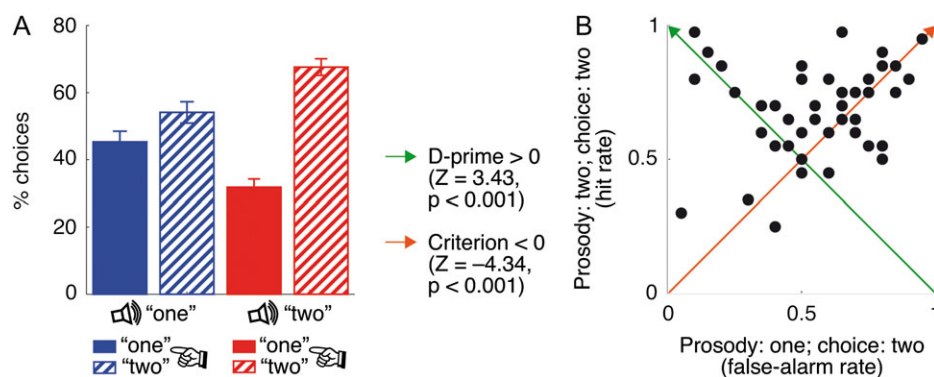 A
80
60
40
20
0
% choices
"one"
"two"
"one"
"two"
"one"
"two"
D-prime > 0
(Z = 3.43,
p < 0.001)
Criterion < 0
(Z = –4.34,
p < 0.001)
B
1
0.5
0
Prosody: two; choice: two
(hit rate)
0
0.5
1
Prosody: one; choice: two
(false-alarm rate)